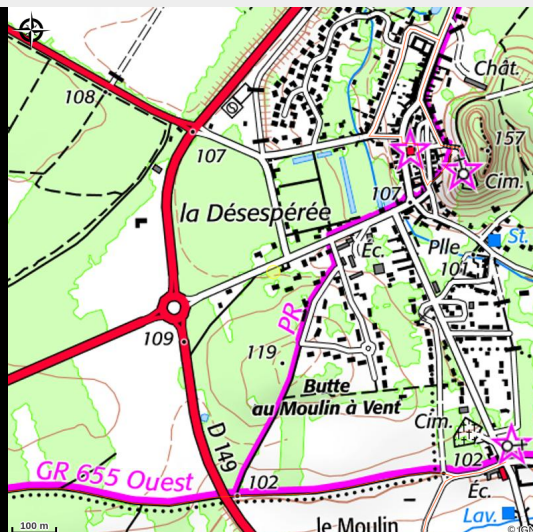 Chât.
108
157
107
Cim.
107
la Désespérée
St.
Éc.
Plle
101
PR
109
119
Butte
au Moulin à Vent
Cim.
D 149
102
GR 655 Ouest
102
Éc.
Lav.
100 m
le Moulin
© IGN